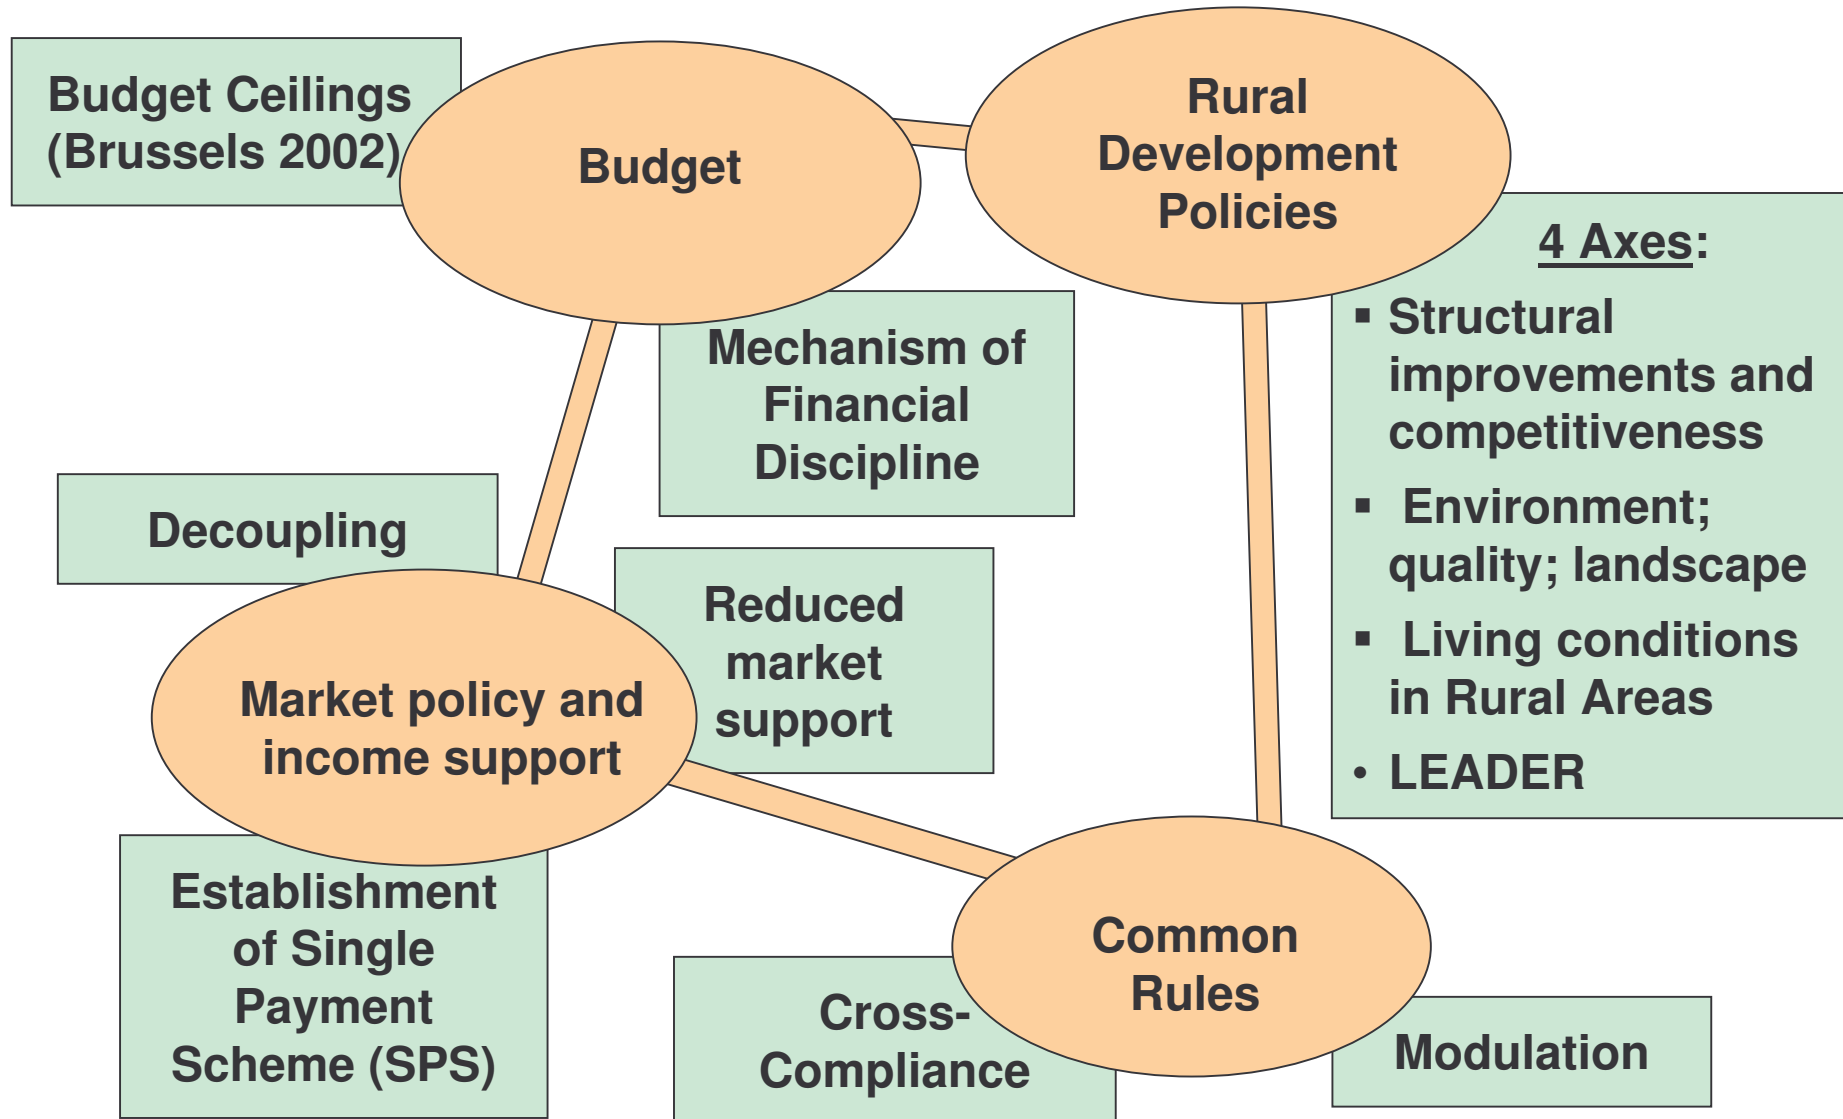 Budget Ceilings
(Brussels 2002)
Budget
Rural
Development
Policies
4 Axes:
▪ Structural
improvements and
competitiveness
▪ Environment;
quality; landscape
▪ Living conditions
in Rural Areas
• LEADER
Mechanism of
Financial
Discipline
Decoupling
Reduced
market
support
Market policy and
income support
Establishment
of Single
Payment
Scheme (SPS)
Common
Rules
Cross-
Compliance
Modulation